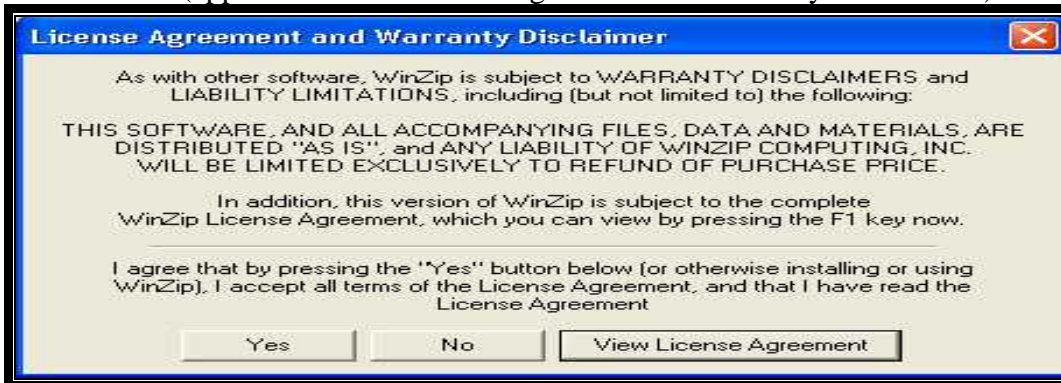 License Agreement and Warranty Disclaimer
As with other software, WinZip is subject to WARRANTY DISCLAIMERS and
LIABILITY LIMITATIONS, including (but not limited to) the following:
THIS SOFTWARE, AND ALL ACCOMPANYING FILES, DATA AND MATERIALS, ARE
DISTRIBUTED "AS IS", and ANY LIABILITY OF WINZIP COMPUTING, INC.
WILL BE LIMITED EXCLUSIVELY TO REFUND OF PURCHASE PRICE.
In addition, this version of WinZip is subject to the complete
WinZip License Agreement, which you can view by pressing the F1 key now.
I agree that by pressing the "Yes" button below (or otherwise installing or using
WinZip), I accept all terms of the License Agreement, and that I have read the
License Agreement
Yes No View License Agreement